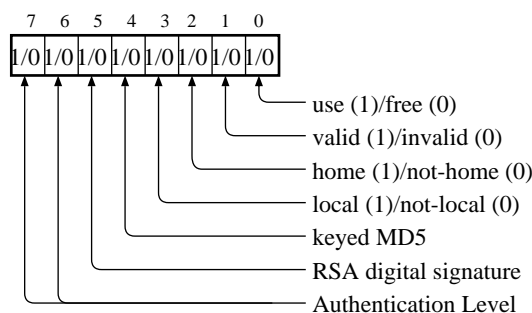 7 6 5 4 3 2 1 0
1/0 1/0 1/0 1/0 1/0 1/0 1/0 1/0
use (1)/free (0)
valid (1)/invalid (0)
home (1)/not-home (0)
local (1)/not-local (0)
keyed MD5
RSA digital signature
Authentication Level